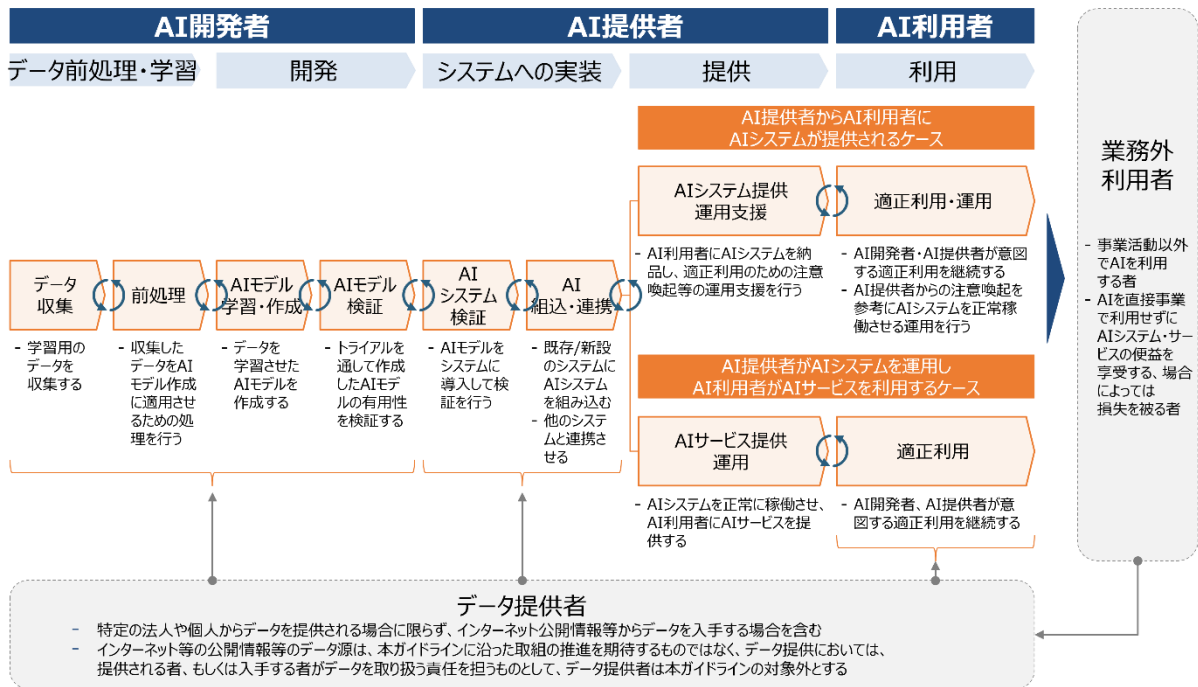 AI開発者
AI提供者
AI利用者
データ前処理・学習
開発
システムへの実装
提供
利用
AI提供者からAI利用者に
AIシステムが提供されるケース
AIシステム提供
運用支援
適正利用・運用
- AI利用者にAIシステムを納
品し、適正利用のための注意
喚起等の運用支援を行う
- AI開発者・AI提供者が意図
する適正利用を継続する
- AI提供者からの注意喚起を
参考にAIシステムを正常稼
働させる運用を行う
データ
収集
前処理
AIモデル
学習・作成
AIモデル
検証
AI
システム
検証
AI
組込・連携
- 学習用の
データを
収集する
- 収集した
データをAI
モデル作成
に適用させ
るための処
理を行う
- データを
学習させた
AIモデルを
作成する
- トライアルを
通して作成
したAIモデ
ルの有用性
を検証する
- AIモデルを
システムに
導入して検
証を行う
- 既存/新設
のシステムに
AIシステム
を組み込む
- 他のシステ
ムと連携さ
せる
AI提供者がAIシステムを運用し
AI利用者がAIサービスを利用するケース
AIサービス提供
運用
適正利用
- AIシステムを正常に稼働させ、
AI利用者にAIサービスを提
供する
- AI開発者、AI提供者が意
図する適正利用を継続する
業務外
利用者
- 事業活動以外
でAIを利用
する者
- AIを直接事業
で利用せずに
AIシステム・サー
ビスの便益を
享受する、場合
によっては
損失を被る者
データ提供者
- 特定の法人や個人からデータを提供される場合に限らず、インターネット公開情報等からデータを入手する場合を含む
- インターネット等の公開情報等のデータ源は、本ガイドラインに沿った取組の推進を期待するものではなく、データ提供においては、
提供される者、もしくは入手する者がデータを取り扱う責任を担うものとして、データ提供者は本ガイドラインの対象外とする